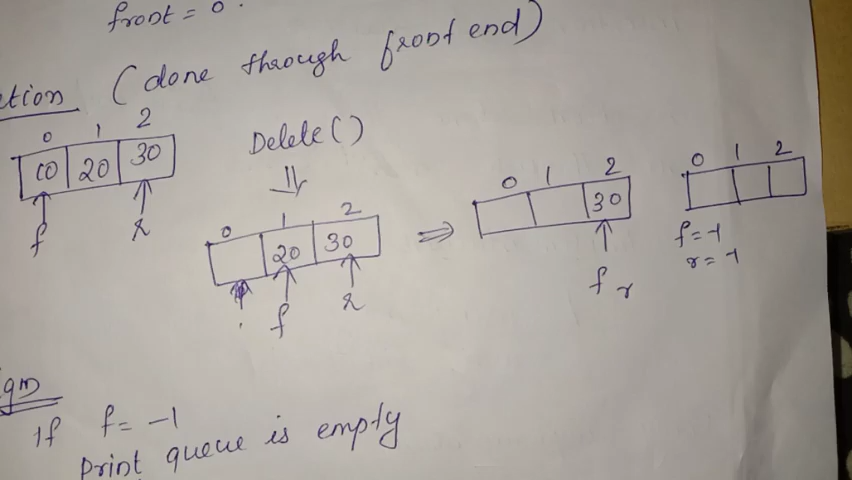 front = 0.
ction (done through front end)
0 1 2
10 20 30
f r
Delete()
0 1 2
20 30
f r
0 1 2
30
f r
0 1 2
f = -1
r = -1
gm
If f = -1
Print queue is empty